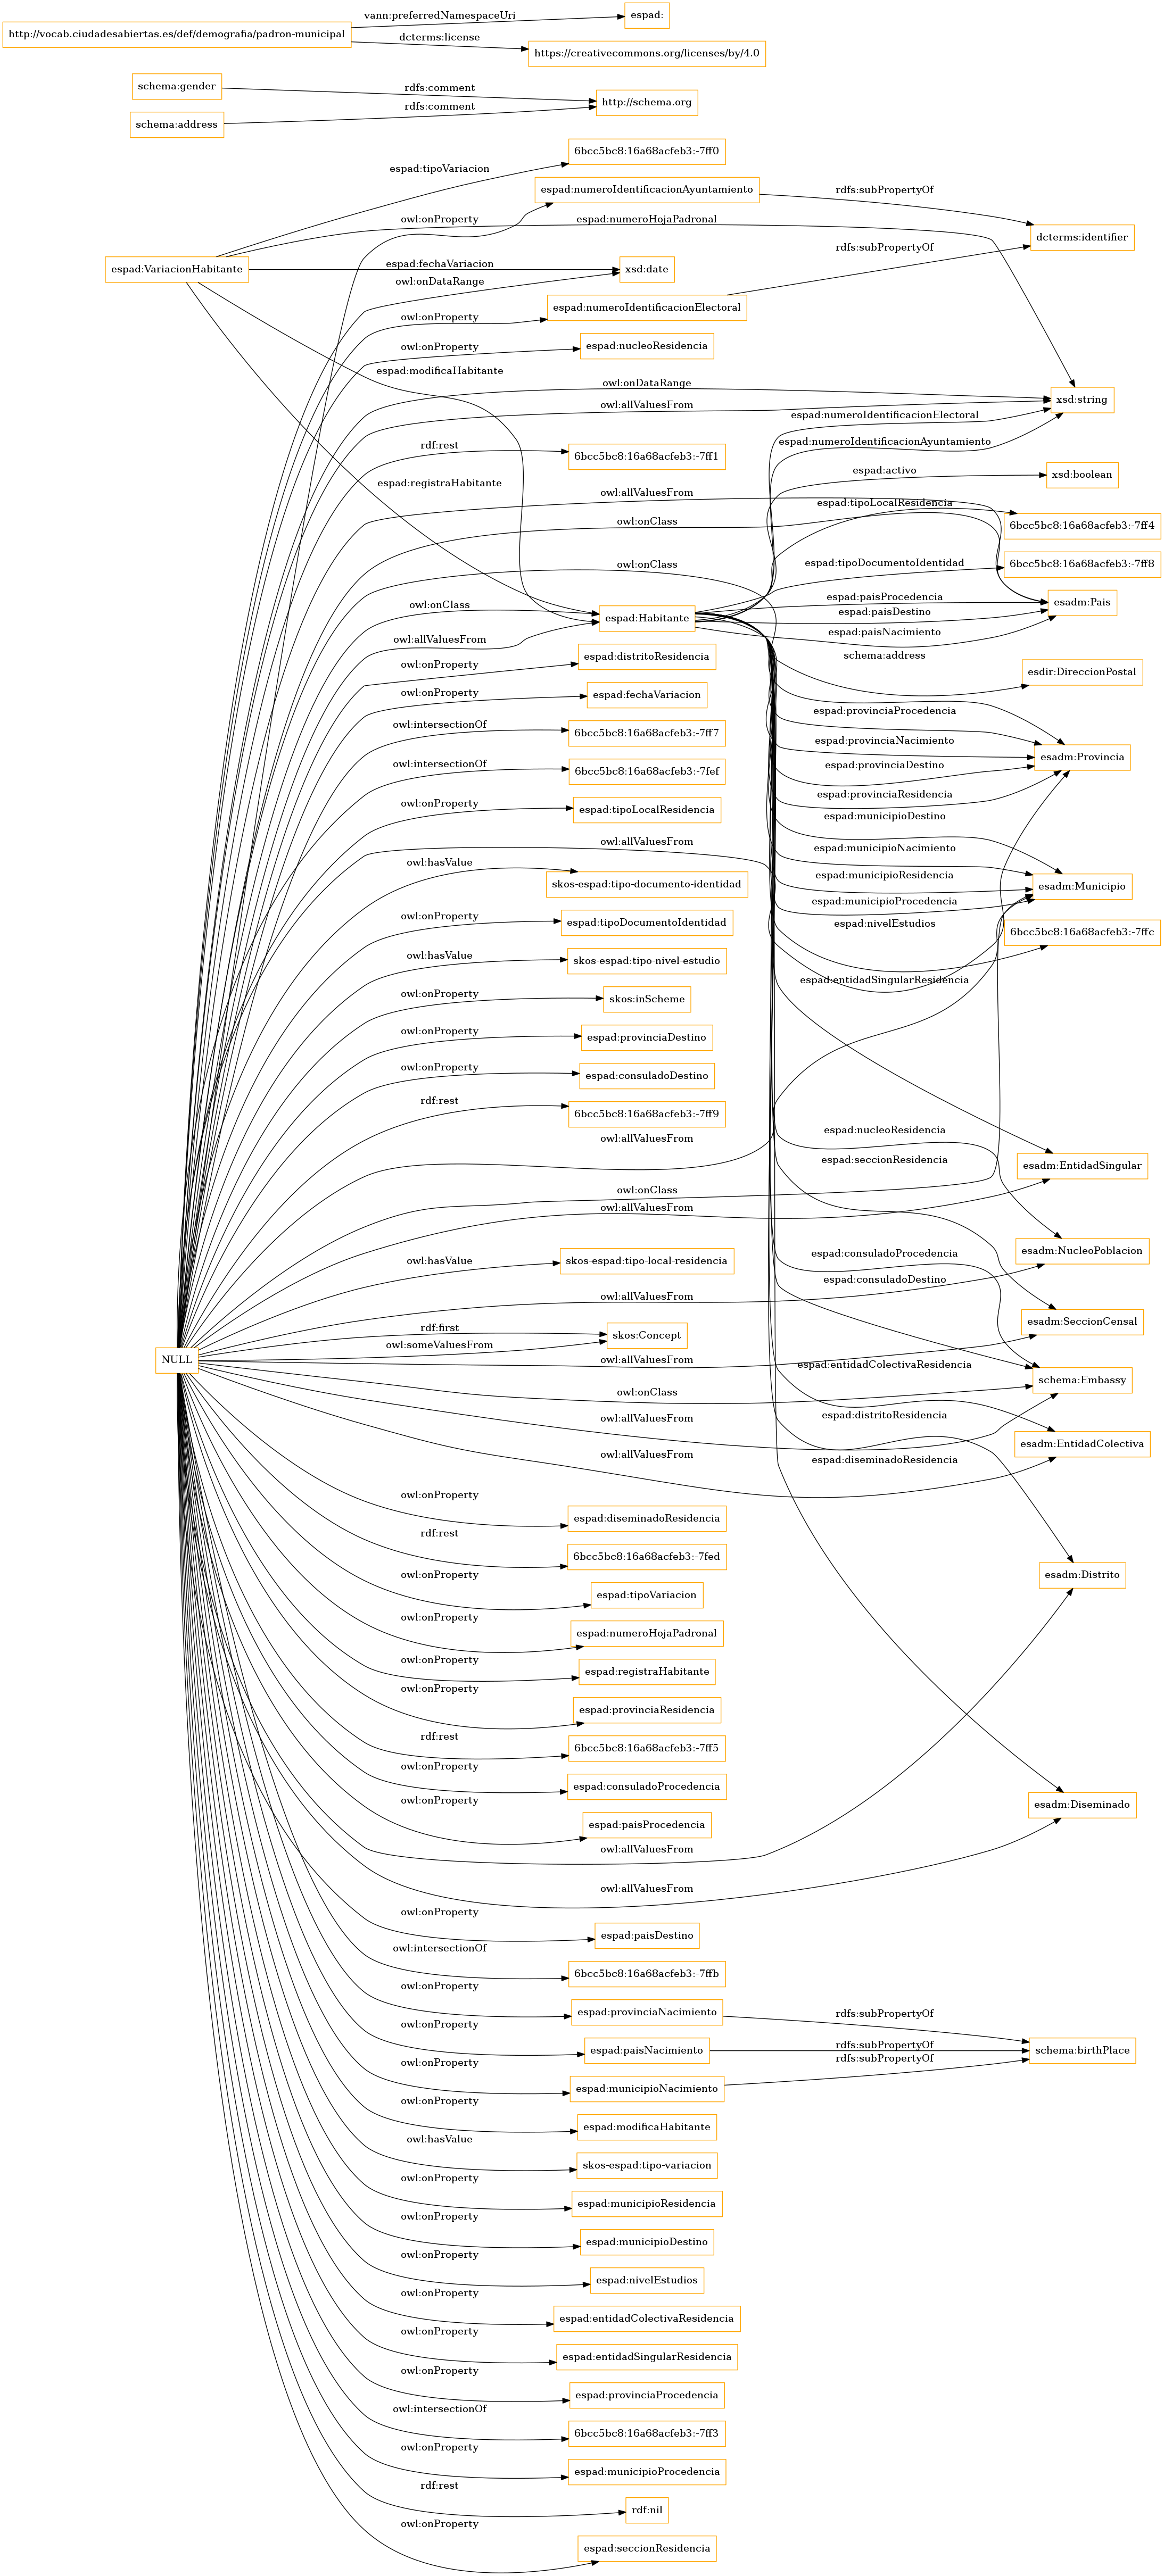 vann:preferredNamespaceUri
espad:
http://vocab.ciudadesabiertas.es/def/demografia/padron-municipal
dcterms:license
https://creativecommons.org/licenses/by/4.0
schema:gender
rdfs:comment
http://schema.org
rdfs:comment
schema:address
6bcc5bc8:16a68acfeb3:-7ff0
espad:tipoVariacion
espad:numeroIdentificacionAyuntamiento
rdfs:subPropertyOf
owl:onProperty
espad:numeroHojaPadronal
dcterms:identifier
rdfs:subPropertyOf
espad:VariacionHabitante
espad:fechaVariacion
xsd:date
owl:onDataRange
espad:numeroIdentificacionElectoral
owl:onProperty
owl:onProperty
espad:nucleoResidencia
espad:modificaHabitante
owl:onDataRange
xsd:string
owl:allValuesFrom
espad:numeroIdentificacionElectoral
rdf:rest
espad:numeroIdentificacionAyuntamiento
6bcc5bc8:16a68acfeb3:-7ff1
espad:activo
xsd:boolean
espad:registraHabitante
owl:allValuesFrom
espad:tipoLocalResidencia
owl:onClass
6bcc5bc8:16a68acfeb3:-7ff4
owl:onClass
espad:tipoDocumentoIdentidad
6bcc5bc8:16a68acfeb3:-7ff8
espad:paisProcedencia
esadm:Pais
owl:onClass
espad:Habitante
espad:paisDestino
espad:paisNacimiento
owl:allValuesFrom
espad:distritoResidencia
schema:address
owl:onProperty
esdir:DireccionPostal
owl:onProperty
espad:fechaVariacion
espad:provinciaProcedencia
owl:intersectionOf
6bcc5bc8:16a68acfeb3:-7ff7
espad:provinciaNacimiento
esadm:Provincia
owl:intersectionOf
6bcc5bc8:16a68acfeb3:-7fef
espad:provinciaDestino
espad:provinciaResidencia
owl:onProperty
espad:tipoLocalResidencia
espad:municipioDestino
owl:allValuesFrom
espad:municipioNacimiento
owl:hasValue
skos-espad:tipo-documento-identidad
espad:municipioResidencia
esadm:Municipio
espad:municipioProcedencia
owl:onProperty
espad:tipoDocumentoIdentidad
espad:nivelEstudios
6bcc5bc8:16a68acfeb3:-7ffc
owl:hasValue
skos-espad:tipo-nivel-estudio
espad:entidadSingularResidencia
owl:onProperty
skos:inScheme
owl:onProperty
espad:provinciaDestino
owl:onProperty
espad:consuladoDestino
rdf:rest
6bcc5bc8:16a68acfeb3:-7ff9
espad:nucleoResidencia
owl:allValuesFrom
espad:seccionResidencia
esadm:EntidadSingular
owl:onClass
owl:allValuesFrom
owl:hasValue
skos-espad:tipo-local-residencia
espad:consuladoProcedencia
esadm:NucleoPoblacion
espad:consuladoDestino
owl:allValuesFrom
rdf:first
skos:Concept
esadm:SeccionCensal
owl:someValuesFrom
NULL
owl:allValuesFrom
espad:entidadColectivaResidencia
schema:Embassy
owl:onClass
owl:allValuesFrom
espad:distritoResidencia
esadm:EntidadColectiva
owl:allValuesFrom
espad:diseminadoResidencia
owl:onProperty
espad:diseminadoResidencia
rdf:rest
6bcc5bc8:16a68acfeb3:-7fed
owl:onProperty
espad:tipoVariacion
esadm:Distrito
owl:onProperty
espad:numeroHojaPadronal
owl:onProperty
espad:registraHabitante
owl:onProperty
espad:provinciaResidencia
rdf:rest
6bcc5bc8:16a68acfeb3:-7ff5
owl:onProperty
espad:consuladoProcedencia
owl:onProperty
esadm:Diseminado
espad:paisProcedencia
owl:allValuesFrom
owl:allValuesFrom
owl:onProperty
espad:paisDestino
owl:intersectionOf
6bcc5bc8:16a68acfeb3:-7ffb
owl:onProperty
espad:provinciaNacimiento
rdfs:subPropertyOf
owl:onProperty
espad:paisNacimiento
rdfs:subPropertyOf
schema:birthPlace
rdfs:subPropertyOf
owl:onProperty
espad:municipioNacimiento
owl:onProperty
espad:modificaHabitante
owl:hasValue
skos-espad:tipo-variacion
owl:onProperty
espad:municipioResidencia
owl:onProperty
espad:municipioDestino
owl:onProperty
espad:nivelEstudios
owl:onProperty
espad:entidadColectivaResidencia
owl:onProperty
espad:entidadSingularResidencia
owl:onProperty
espad:provinciaProcedencia
owl:intersectionOf
6bcc5bc8:16a68acfeb3:-7ff3
owl:onProperty
espad:municipioProcedencia
rdf:rest
rdf:nil
owl:onProperty
espad:seccionResidencia